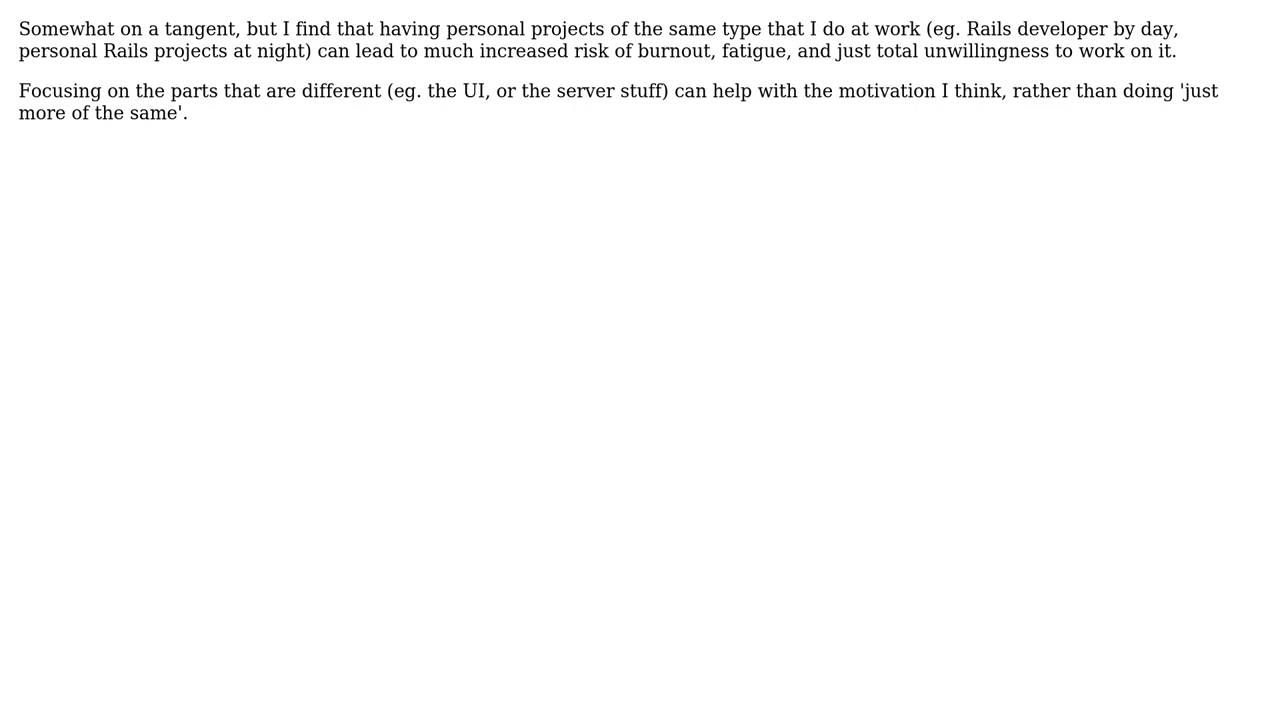 Somewhat on a tangent, but I find that having personal projects of the same type that I do at work (eg. Rails developer by day,
personal Rails projects at night) can lead to much increased risk of burnout, fatigue, and just total unwillingness to work on it.
Focusing on the parts that are different (eg. the UI, or the server stuff) can help with the motivation I think, rather than doing 'just
more of the same'.